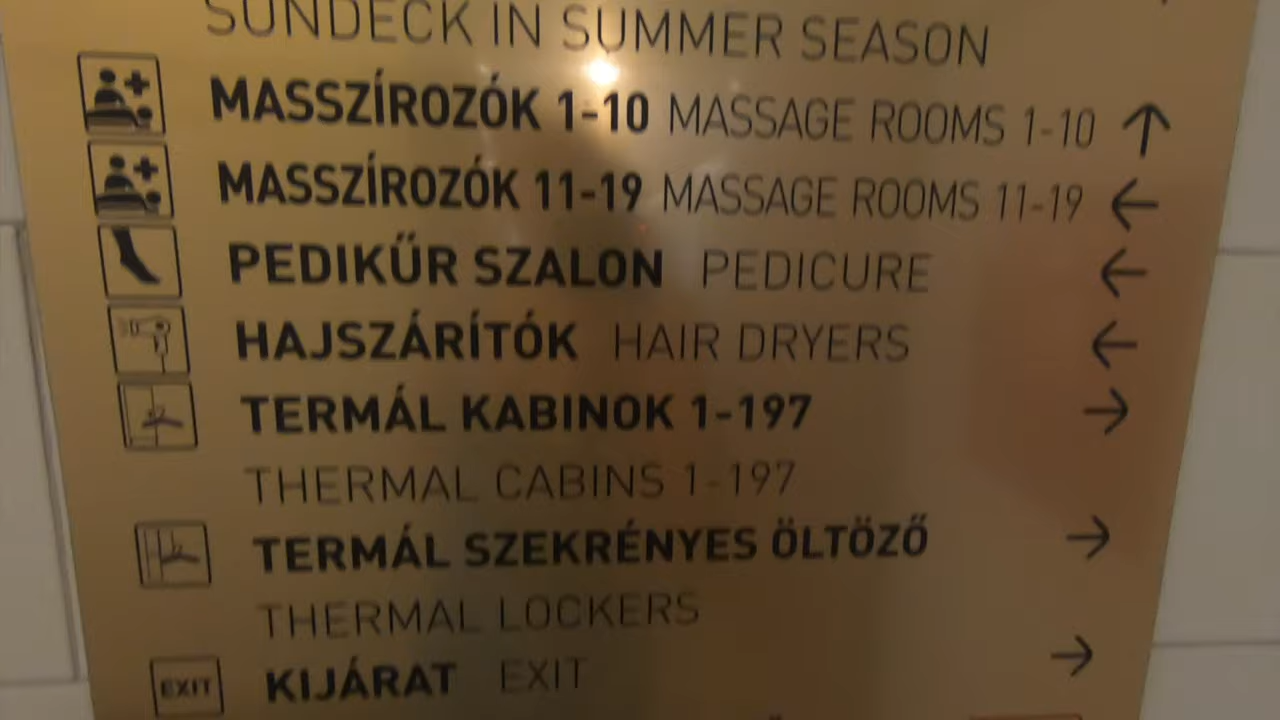 SUNDECK IN SUMMER SEASON
MASSZÍROZÓK 1-10 MASSAGE ROOMS 1-10
MASSZÍROZÓK 11-19 MASSAGE ROOMS 11-19
PEDIKŰR SZALON PEDICURE
HAJSZÁRÍTÓK HAIR DRYERS
TERMÁL KABINOK 1-197
THERMAL CABINS 1-197
TERMÁL SZEKRÉNYES ÖLTÖZŐ
THERMAL LOCKERS
EXIT KIJÁRAT EXIT